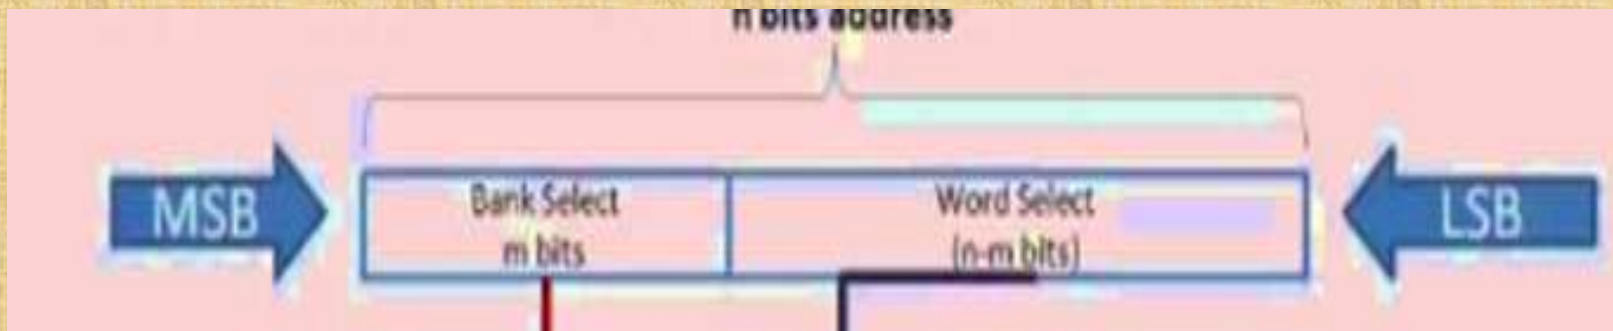 n bits address
MSB
Bank Select
m bits
Word Select
(n-m bits)
LSB